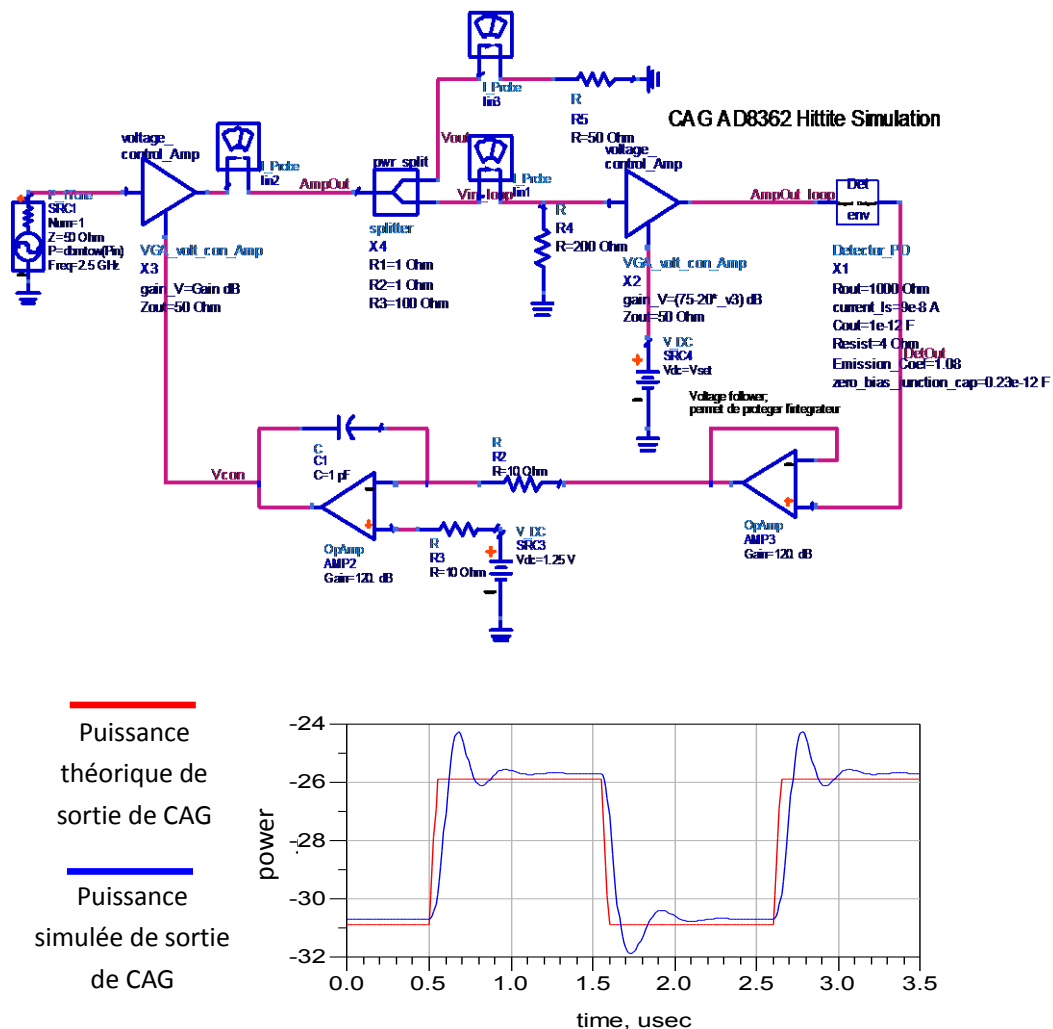 I_Probe
Iin3
R
R5
R=50 Ohm
CAG AD8362 Hittite Simulation
voltage_
control_Amp
I_Probe
Iin2
AmpOut
Vout
pwr_split
Vin_loop
I_Probe
Iin1
voltage_
control_Amp
AmpOut_loop
Det
Input Output
env
SRC1
Num=1
Z=50 Ohm
P=dbmtow(Pin)
Freq=2.5 GHz
VGA_volt_con_Amp
X3
gain_V=Gain dB
Zout=50 Ohm
splitter
X4
R1=1 Ohm
R2=1 Ohm
R3=100 Ohm
R
R4
R=200 Ohm
VGA_volt_con_Amp
X2
gain_V=(75-20*_v3) dB
Zout=50 Ohm
Detector_PD
X1
Rout=1000 Ohm
current_Is=9e-8 A
Cout=1e-12 F
Resist=4 Ohm
DetOut
Emission_Coef=1.08
zero_bias_junction_cap=0.23e-12 F
V_DC
SRC4
Vdc=Vset
Voltage follower,
permet de proteger l'integrateur
C
C1
C=1 pF
R
R2
R=10 Ohm
Vcon
OpAmp
AMP2
Gain=120. dB
R
R3
R=10 Ohm
V_DC
SRC3
Vdc=1.25 V
OpAmp
AMP3
Gain=120. dB
Puissance
théorique de
sortie de CAG
Puissance
simulée de sortie
de CAG
power
-24
-26
-28
-30
-32
0.0 0.5 1.0 1.5 2.0 2.5 3.0 3.5
time, usec